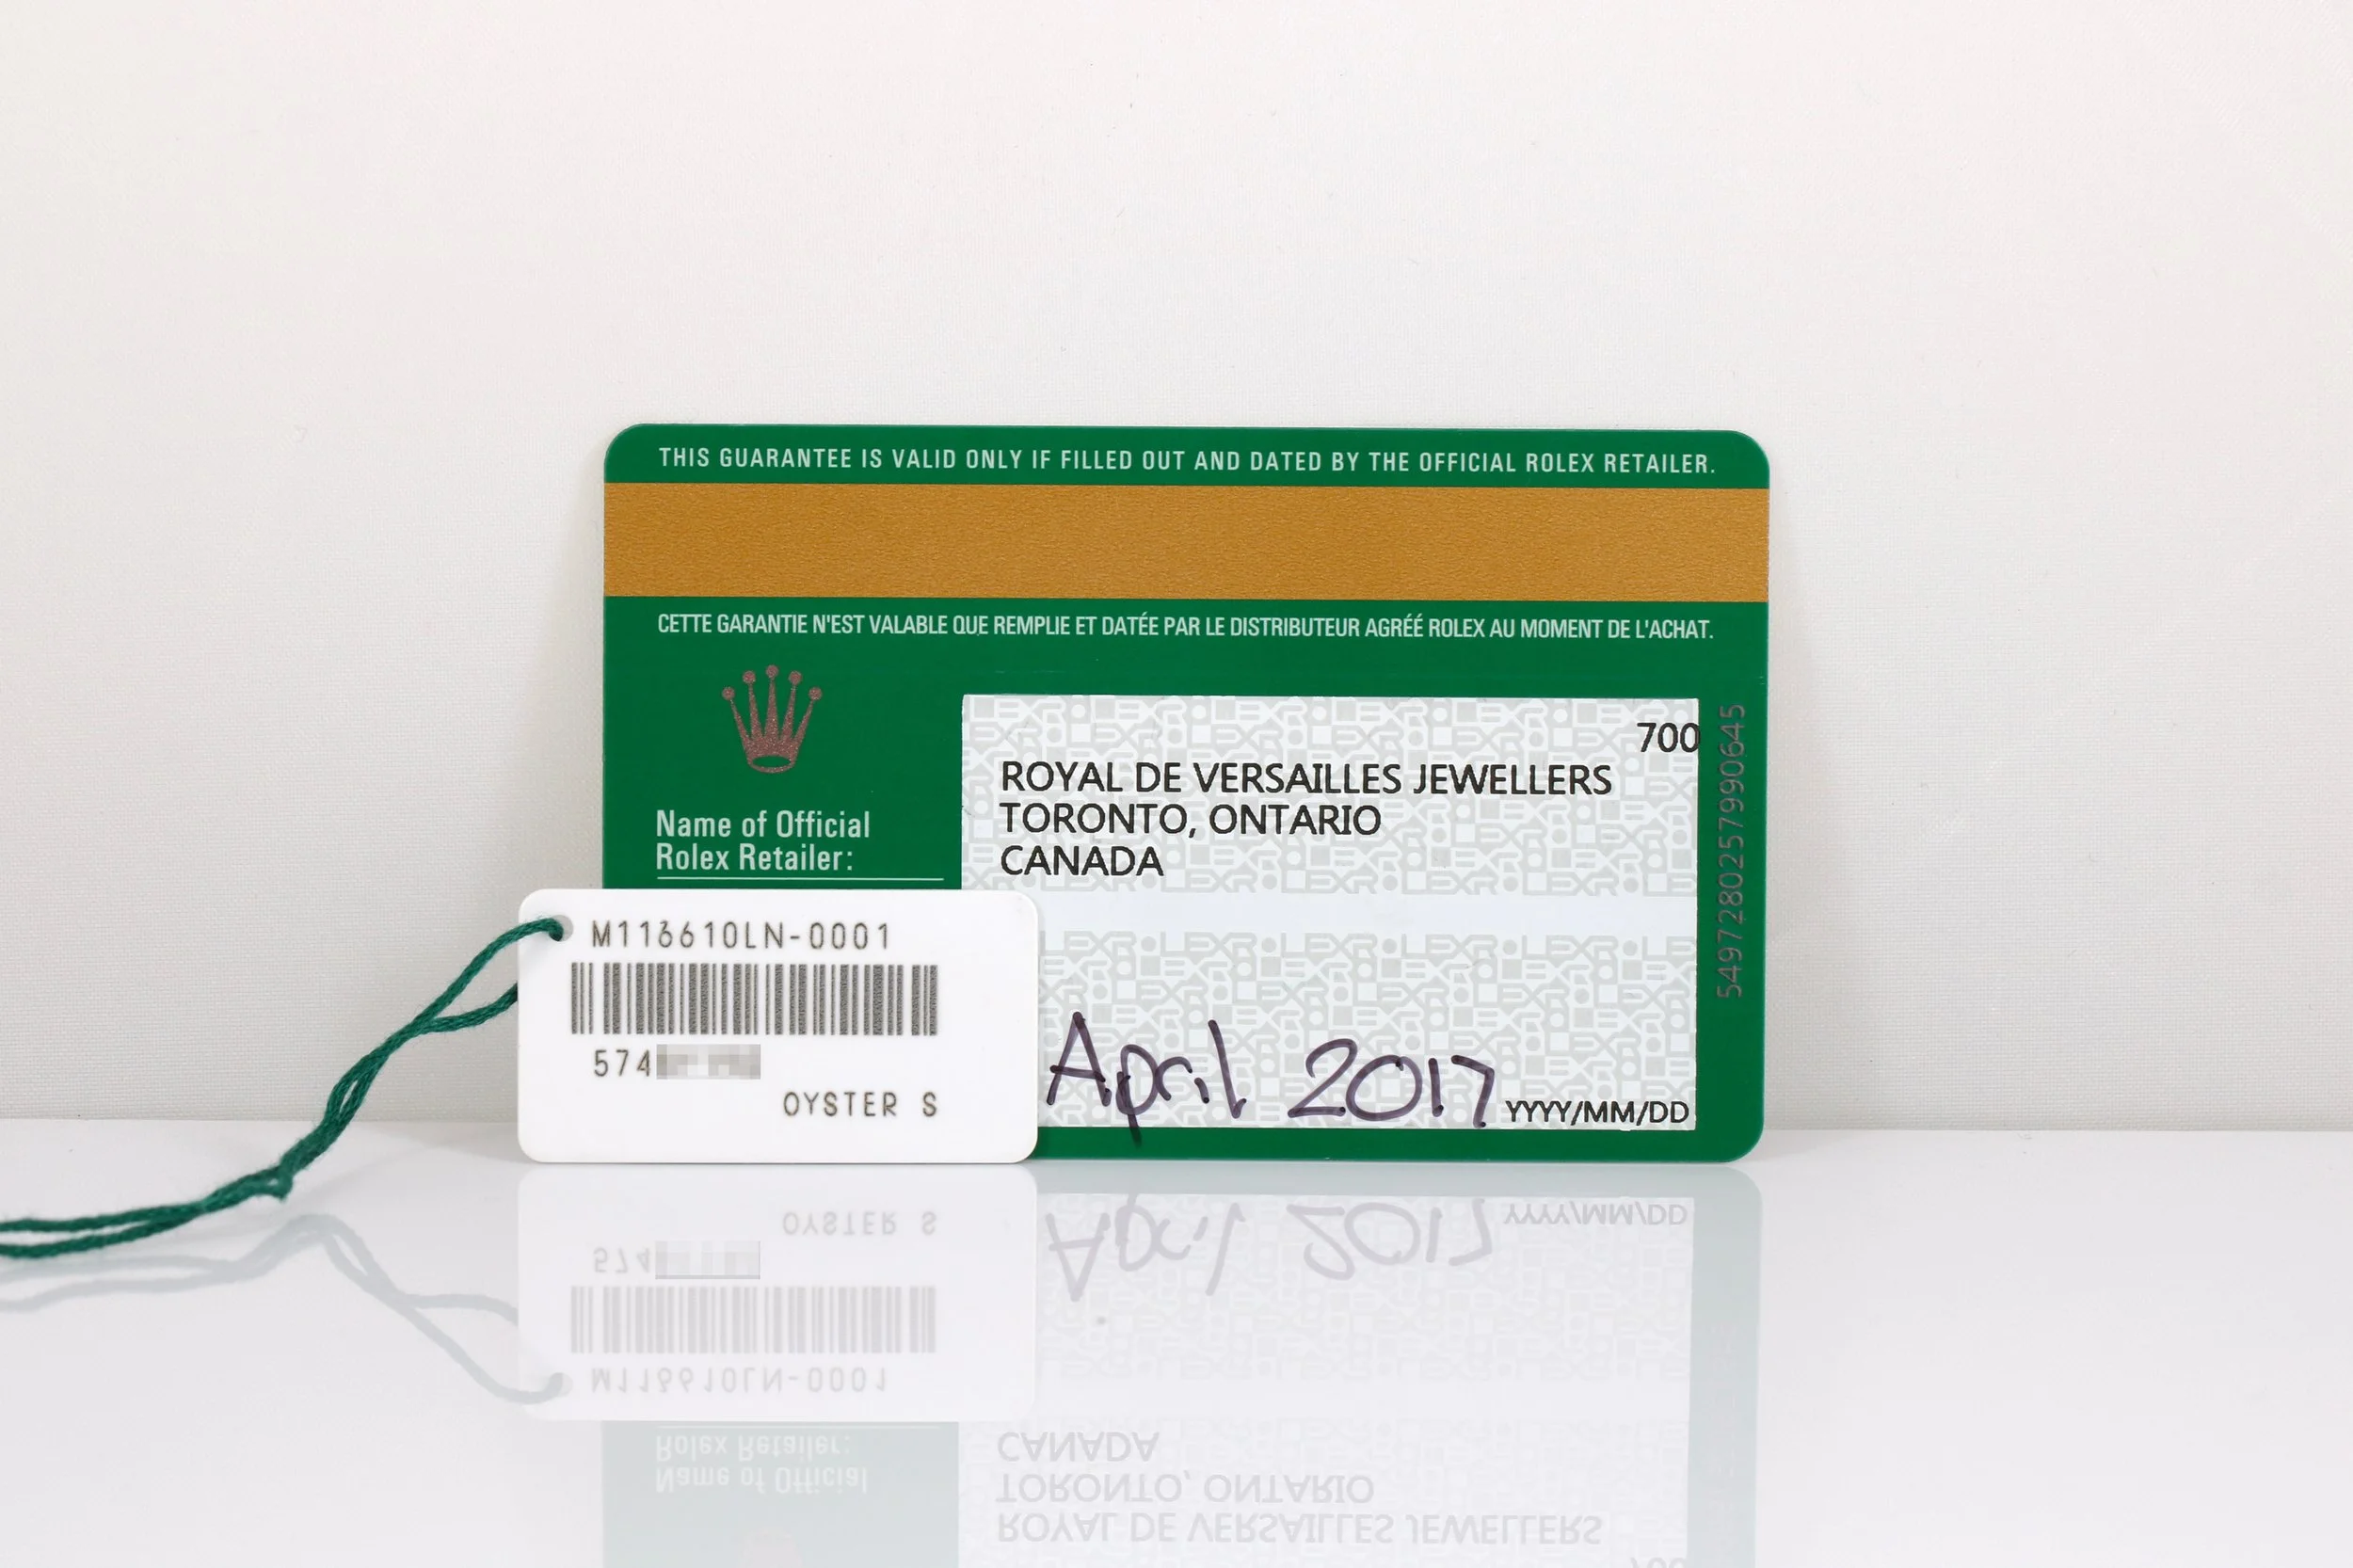 THIS GUARANTEE IS VALID ONLY IF FILLED OUT AND DATED BY THE OFFICIAL ROLEX RETAILER.
CETTE GARANTIE N'EST VALABLE QUE REMPLIE ET DATÉE PAR LE DISTRIBUTEUR AGRÉÉ ROLEX AU MOMENT DE L'ACHAT.
700
ROYAL DE VERSAILLES JEWELLERS
TORONTO, ONTARIO
CANADA
Name of Official
Rolex Retailer:
5497280257990645
M116610LN-0001
574
OYSTER S
April 2017
YYYY/MM/DD